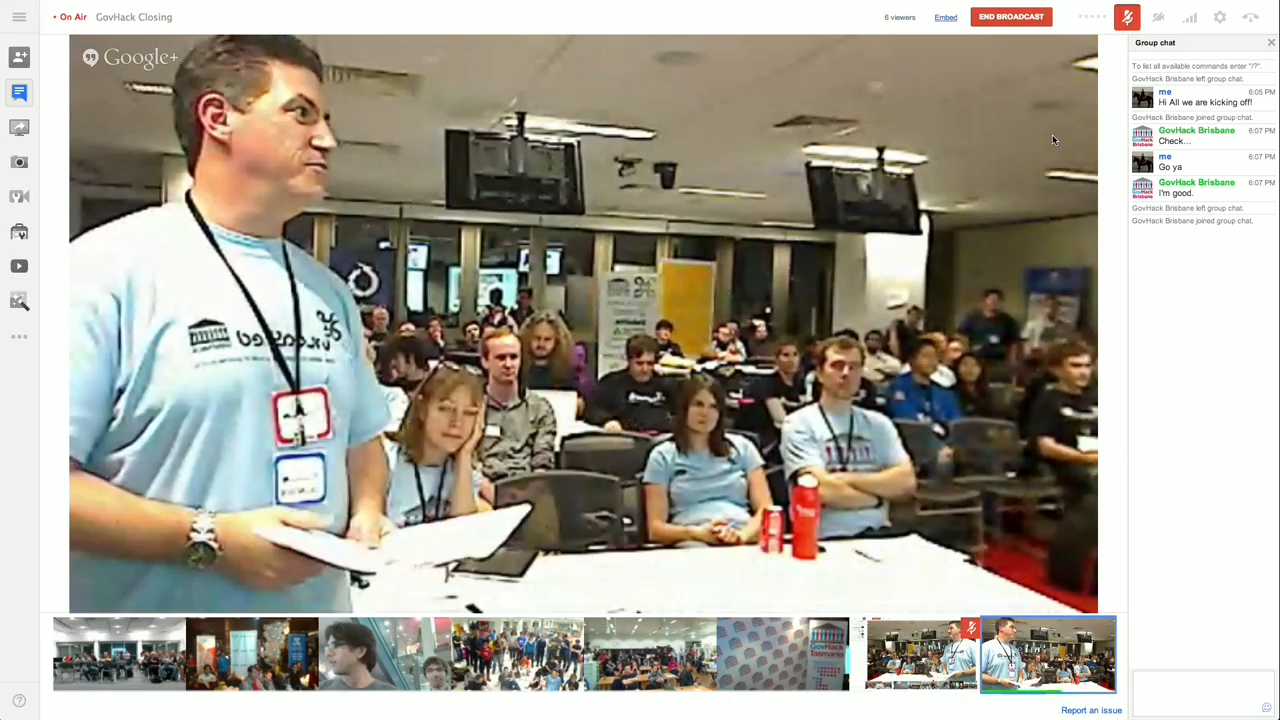 On Air
GovHack Closing
6 viewers
Embed
END BROADCAST
Group chat
Google+
To list all available commands enter "/?".
GovHack Brisbane left group chat.
me
6:05 PM
Hi All we are kicking off!
GovHack Brisbane joined group chat.
GovHack Brisbane
6:07 PM
Check...
me
6:07 PM
Go ya
GovHack Brisbane
6:07 PM
I'm good.
GovHack Brisbane left group chat.
GovHack Brisbane joined group chat.
GovHack
Tasmania
Report an issue